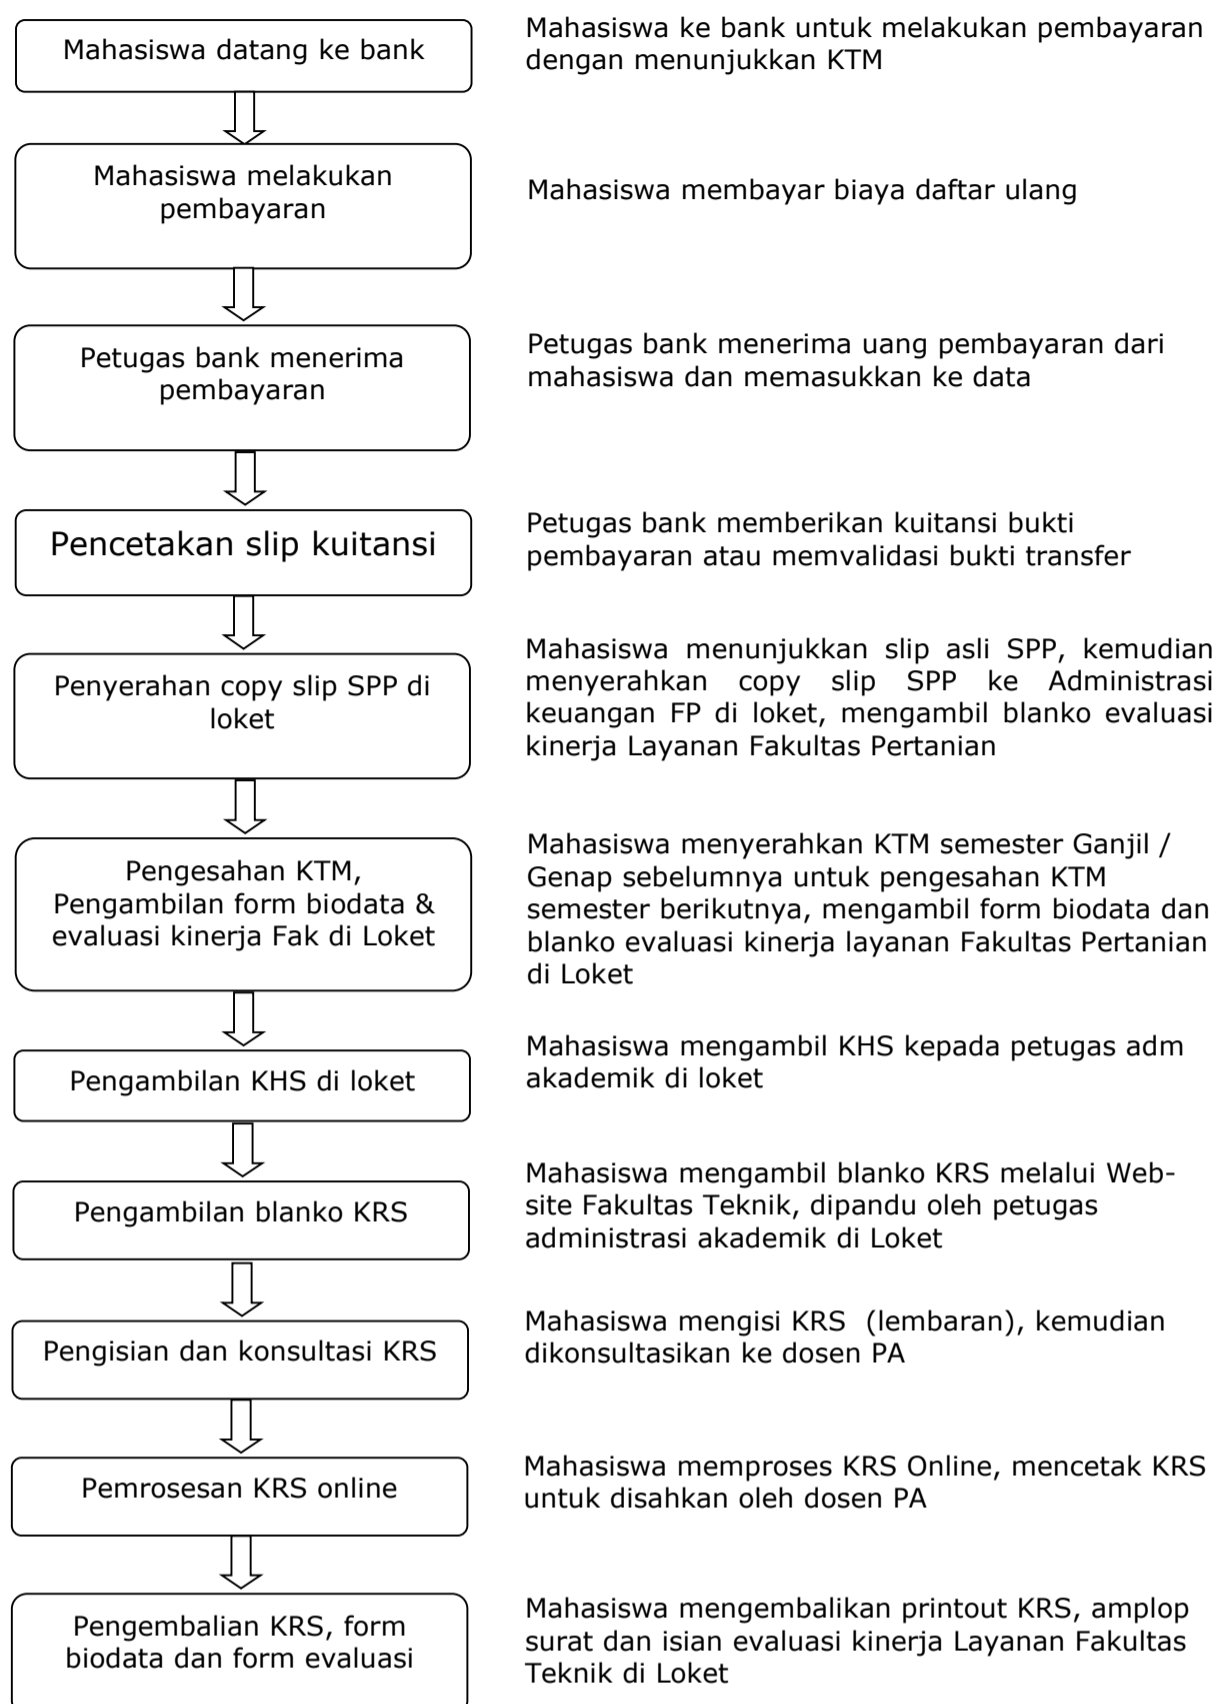 Mahasiswa datang ke bank
Mahasiswa ke bank untuk melakukan pembayaran
dengan menunjukkan KTM
Mahasiswa melakukan
pembayaran
Mahasiswa membayar biaya daftar ulang
Petugas bank menerima
pembayaran
Petugas bank menerima uang pembayaran dari
mahasiswa dan memasukkan ke data
Pencetakan slip kuitansi
Petugas bank memberikan kuitansi bukti
pembayaran atau memvalidasi bukti transfer
Penyerahan copy slip SPP di
loket
Mahasiswa menunjukkan slip asli SPP, kemudian
menyerahkan copy slip SPP ke Administrasi
keuangan FP di loket, mengambil blanko evaluasi
kinerja Layanan Fakultas Pertanian
Pengesahan KTM,
Pengambilan form biodata &
evaluasi kinerja Fak di Loket
Mahasiswa menyerahkan KTM semester Ganjil /
Genap sebelumnya untuk pengesahan KTM
semester berikutnya, mengambil form biodata dan
blanko evaluasi kinerja layanan Fakultas Pertanian
di Loket
Pengambilan KHS di loket
Mahasiswa mengambil KHS kepada petugas adm
akademik di loket
Pengambilan blanko KRS
Mahasiswa mengambil blanko KRS melalui Web-
site Fakultas Teknik, dipandu oleh petugas
administrasi akademik di Loket
Pengisian dan konsultasi KRS
Mahasiswa mengisi KRS  (lembaran), kemudian
dikonsultasikan ke dosen PA
Pemrosesan KRS online
Mahasiswa memproses KRS Online, mencetak KRS
untuk disahkan oleh dosen PA
Pengembalian KRS, form
biodata dan form evaluasi
Mahasiswa mengembalikan printout KRS, amplop
surat dan isian evaluasi kinerja Layanan Fakultas
Teknik di Loket